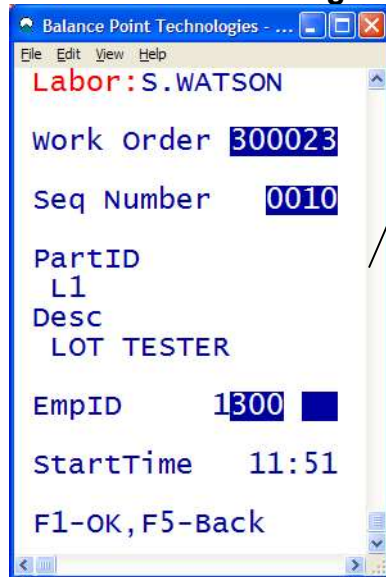 Balance Point Technologies - ...
File Edit View Help
Labor:S.WATSON
Work Order 300023
Seq Number 0010
PartID
L1
Desc
LOT TESTER
EmpID 1300
StartTime 11:51
F1-OK,F5-Back